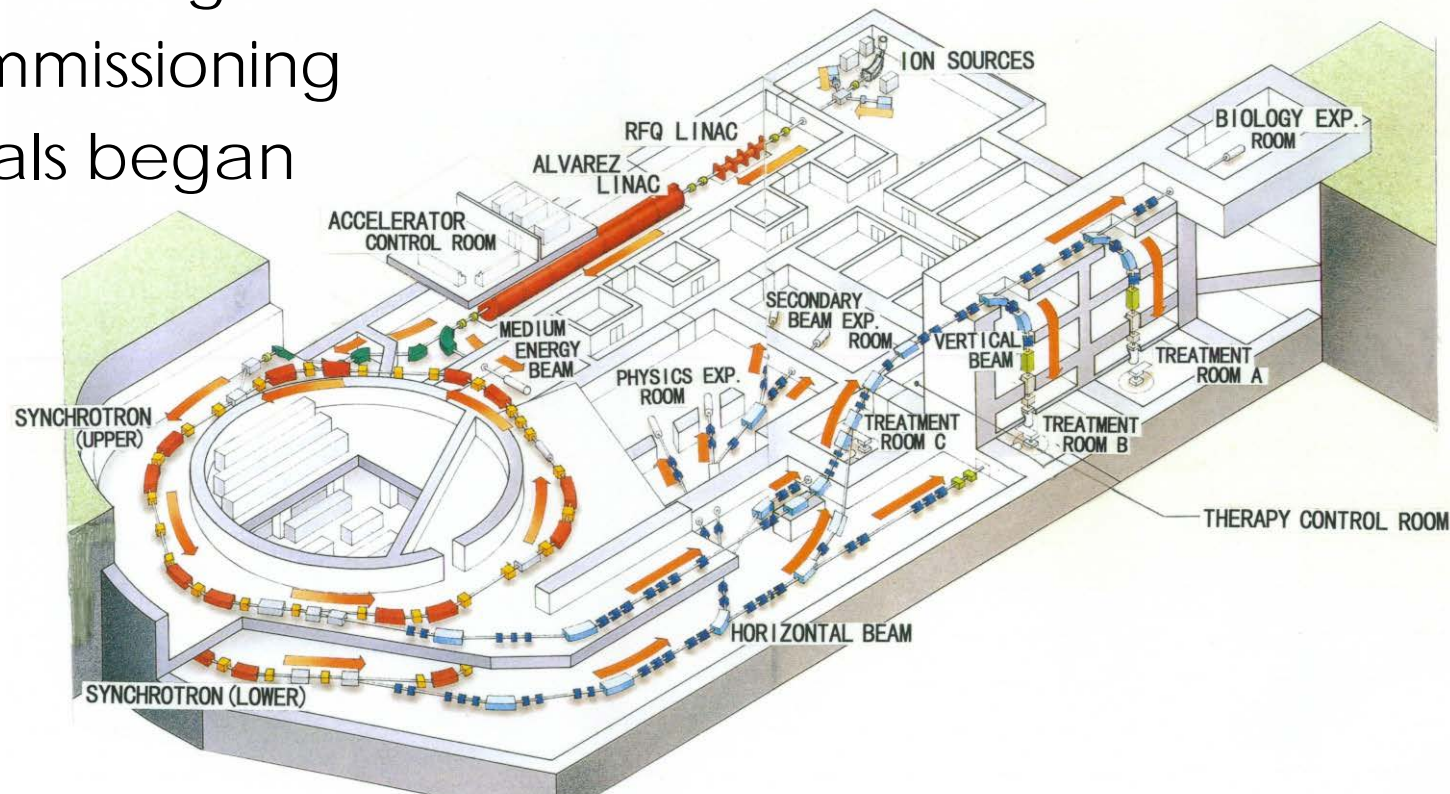 mmissioning
als began
ION SOURCES
RFQ LINAC
BIOLOGY EXP.
ROOM
ALVAREZ
LINAC
ACCELERATOR
CONTROL ROOM
SECONDARY
BEAM EXP.
ROOM
MEDIUM
ENERGY
BEAM
VERTICAL
BEAM
TREATMENT
ROOM A
PHYSICS EXP.
ROOM
SYNCHROTRON
(UPPER)
TREATMENT
ROOM C
TREATMENT
ROOM B
THERAPY CONTROL ROOM
HORIZONTAL BEAM
SYNCHROTRON (LOWER)